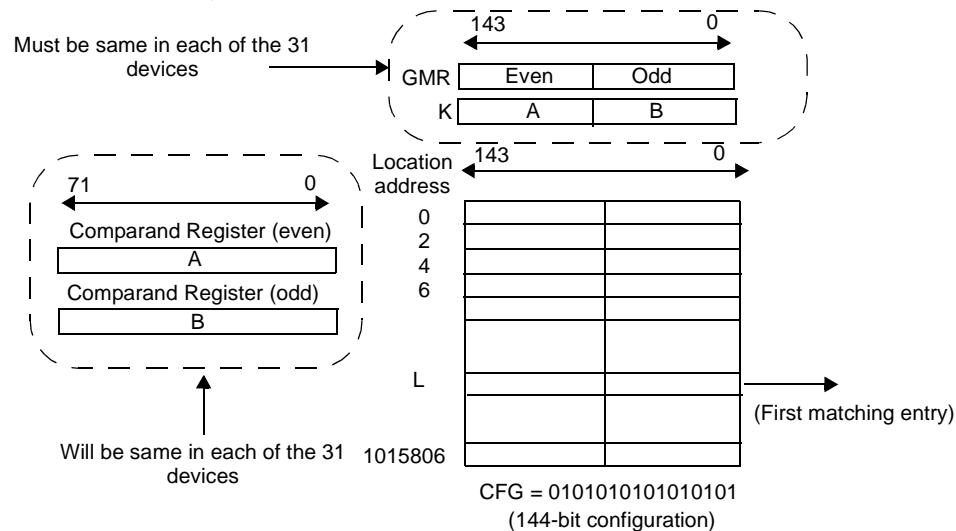 143 0
Must be same in each of the 31
devices
GMR Even Odd
K A B
Location
address
143 0
71 0
Comparand Register (even)
A
Comparand Register (odd)
B
0
2
4
6
L
(First matching entry)
Will be same in each of the 31
devices
1015806
CFG = 0101010101010101
(144-bit configuration)